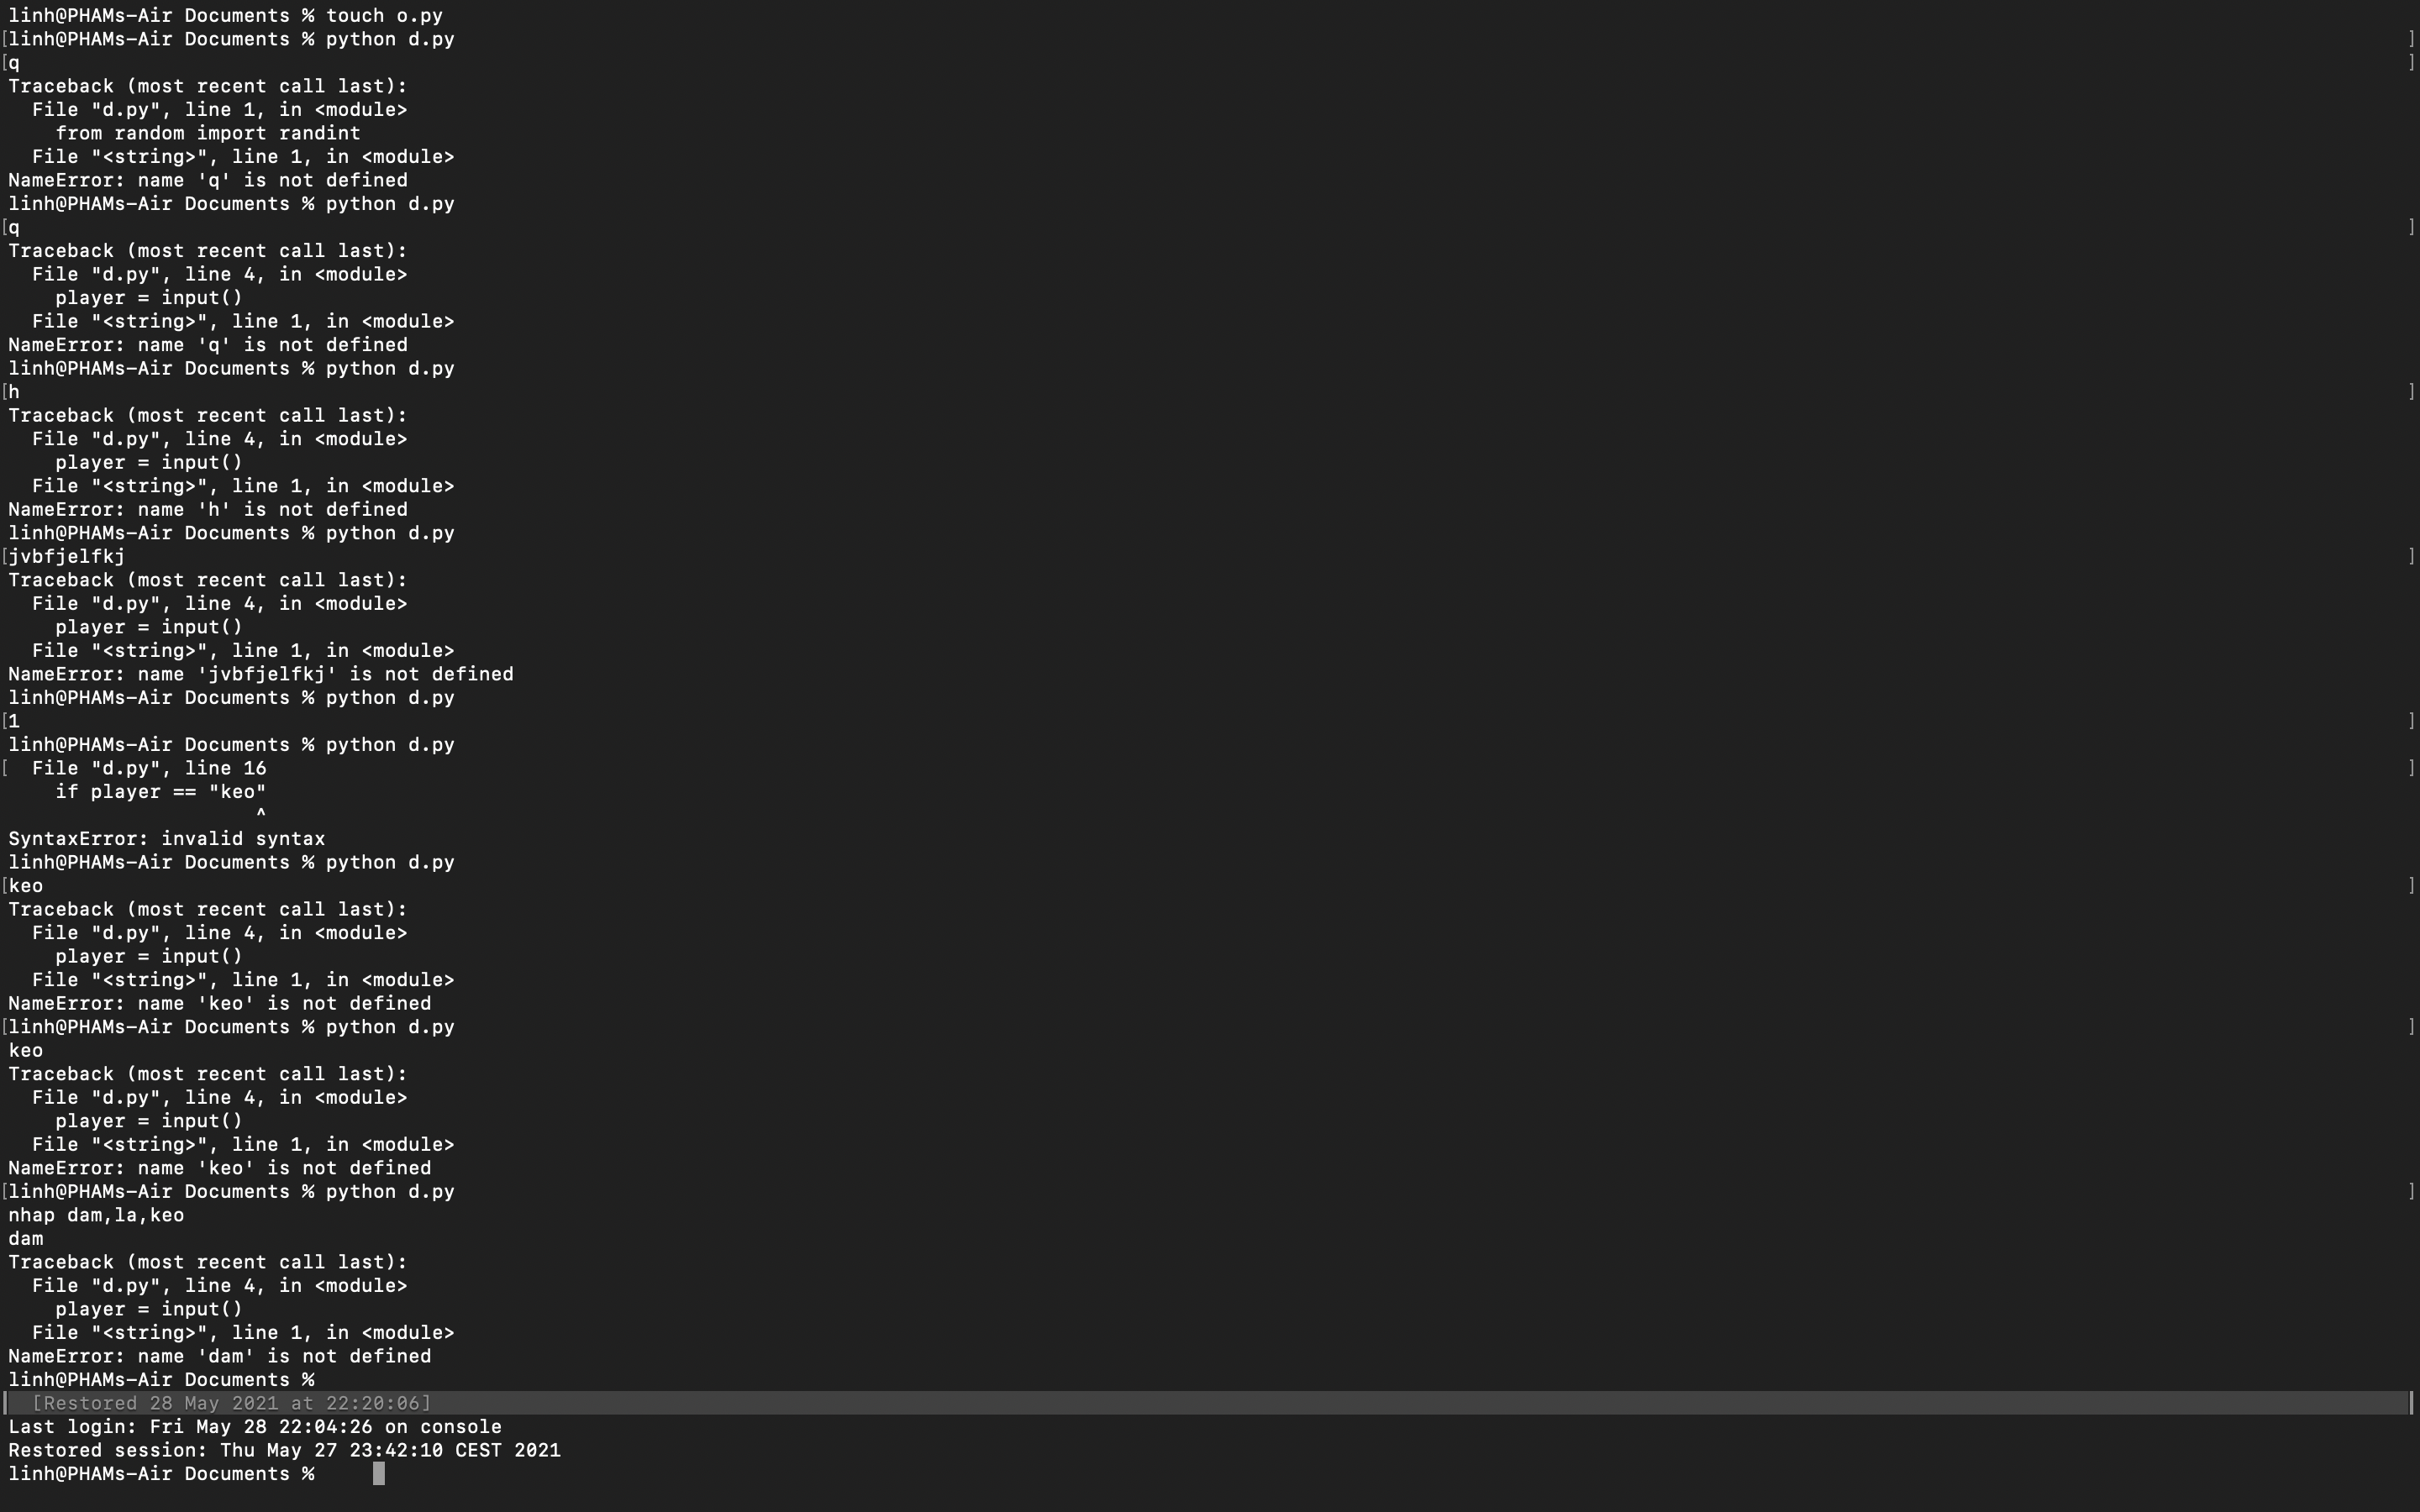 linh@PHAMs-Air Documents % touch o.py
[linh@PHAMs-Air Documents % python d.py ]
[q ]
Traceback (most recent call last):
  File "d.py", line 1, in <module>
    from random import randint
  File "<string>", line 1, in <module>
NameError: name 'q' is not defined
linh@PHAMs-Air Documents % python d.py
[q ]
Traceback (most recent call last):
  File "d.py", line 4, in <module>
    player = input()
  File "<string>", line 1, in <module>
NameError: name 'q' is not defined
linh@PHAMs-Air Documents % python d.py
[h ]
Traceback (most recent call last):
  File "d.py", line 4, in <module>
    player = input()
  File "<string>", line 1, in <module>
NameError: name 'h' is not defined
linh@PHAMs-Air Documents % python d.py
[jvbfjelfkj ]
Traceback (most recent call last):
  File "d.py", line 4, in <module>
    player = input()
  File "<string>", line 1, in <module>
NameError: name 'jvbfjelfkj' is not defined
linh@PHAMs-Air Documents % python d.py
[1 ]
linh@PHAMs-Air Documents % python d.py
[  File "d.py", line 16 ]
    if player == "keo"
                     ^
SyntaxError: invalid syntax
linh@PHAMs-Air Documents % python d.py
[keo ]
Traceback (most recent call last):
  File "d.py", line 4, in <module>
    player = input()
  File "<string>", line 1, in <module>
NameError: name 'keo' is not defined
[linh@PHAMs-Air Documents % python d.py ]
keo
Traceback (most recent call last):
  File "d.py", line 4, in <module>
    player = input()
  File "<string>", line 1, in <module>
NameError: name 'keo' is not defined
[linh@PHAMs-Air Documents % python d.py ]
nhap dam,la,keo
dam
Traceback (most recent call last):
  File "d.py", line 4, in <module>
    player = input()
  File "<string>", line 1, in <module>
NameError: name 'dam' is not defined
linh@PHAMs-Air Documents %
  [Restored 28 May 2021 at 22:20:06]
Last login: Fri May 28 22:04:26 on console
Restored session: Thu May 27 23:42:10 CEST 2021
linh@PHAMs-Air Documents %